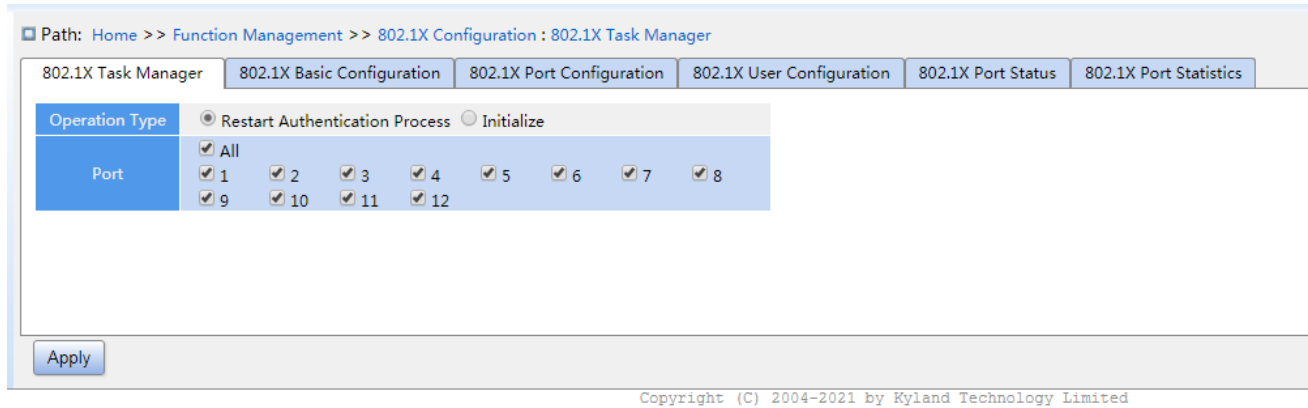 Path: Home >> Function Management >> 802.1X Configuration : 802.1X Task Manager
802.1X Task Manager 802.1X Basic Configuration 802.1X Port Configuration 802.1X User Configuration 802.1X Port Status 802.1X Port Statistics
Operation Type Restart Authentication Process Initialize
Port All
1 2 3 4 5 6 7 8
9 10 11 12
Apply
Copyright (C) 2004-2021 by Kyland Technology Limited